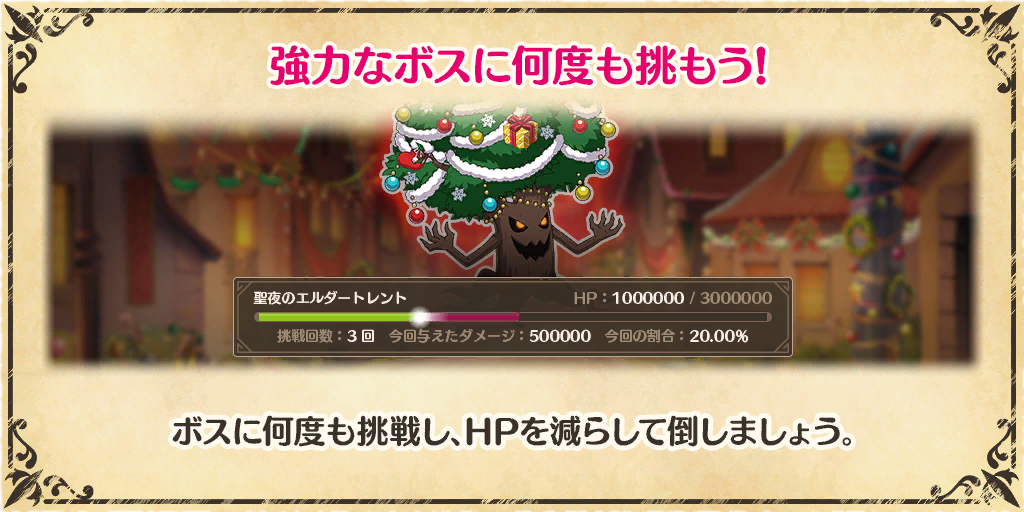 強力なボスに何度も挑もう!
聖夜のエルダートレント HP：1000000 / 3000000
挑戦回数：3 回 今回与えたダメージ：500000 今回の割合：20.00%
ボスに何度も挑戦し、HPを減らして倒しましょう。